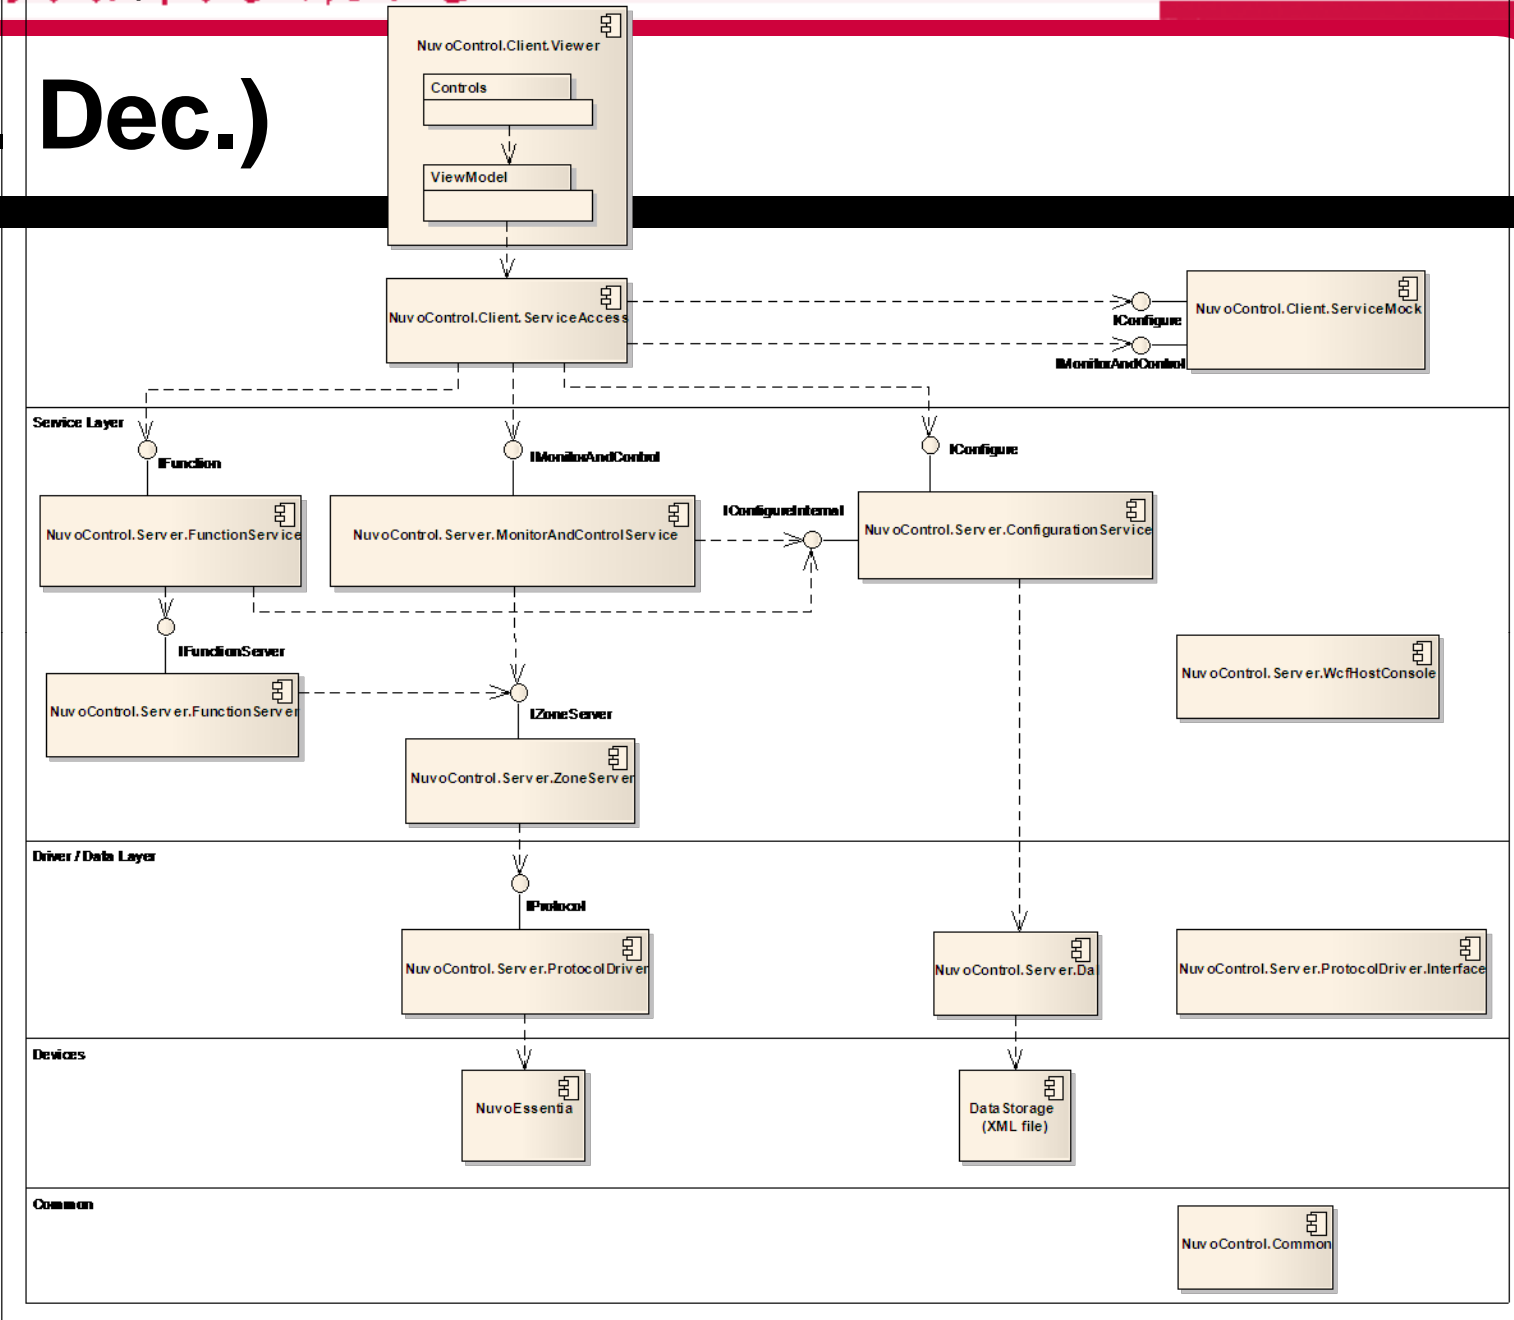 NuvoControl.Client.Viewer
Controls
Dec.)
ViewModel
NuvoControl.Client.ServiceAccess
IConfigure
NuvoControl.Client.ServiceMock
IMonitorAndControl
Service Layer
IFunction
IMonitorAndControl
IConfigure
IConfigureInternal
NuvoControl.Server.FunctionService
NuvoControl.Server.MonitorAndControlService
NuvoControl.Server.ConfigurationService
IFunctionServer
NuvoControl.Server.WcfHostConsole
NuvoControl.Server.FunctionServer
IZoneServer
NuvoControl.Server.ZoneServer
Driver / Data Layer
IProtocol
NuvoControl.Server.ProtocolDriver
NuvoControl.Server.Dal
NuvoControl.Server.ProtocolDriver.Interface
Devices
NuvoEssentia
DataStorage
(XML file)
Common
NuvoControl.Common